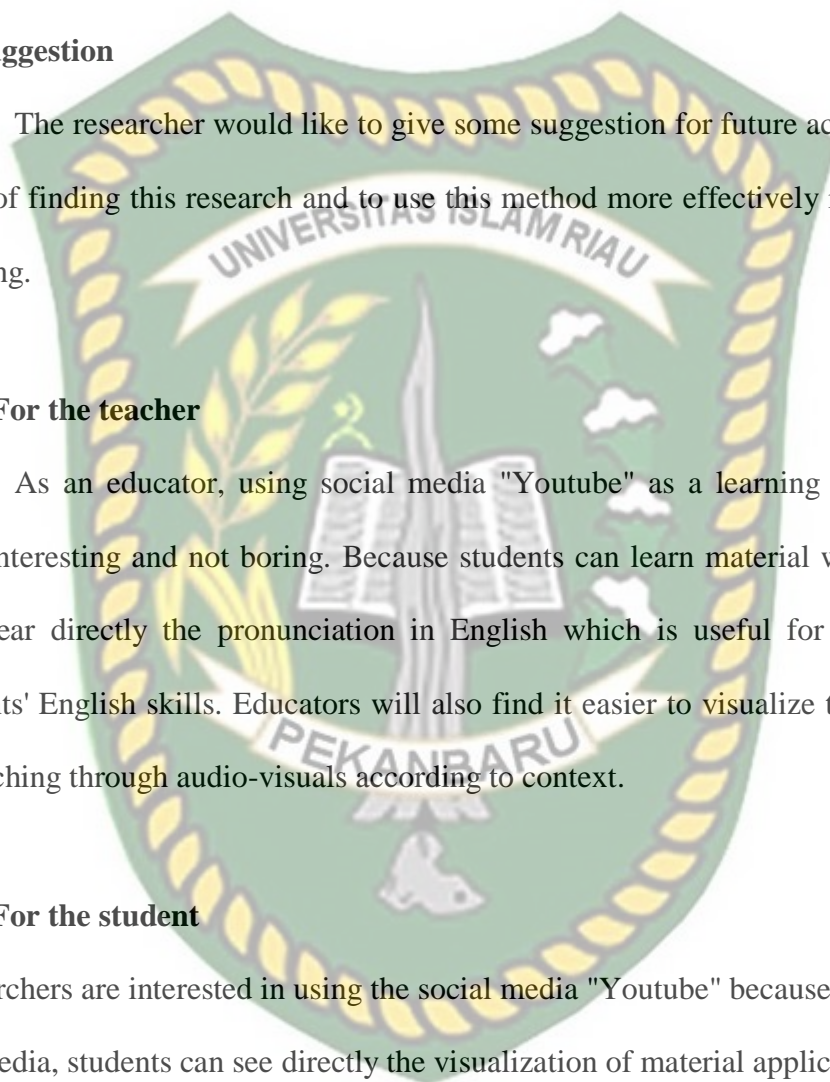 ggestion
The researcher would like to give some suggestion for future ac
of finding this research and to use this method more effectively
UNIVERSITAS ISLAM RIAU
ng.
For the teacher
As an educator, using social media "Youtube" as a learning
nteresting and not boring. Because students can learn material
ear directly the pronunciation in English which is useful for
ts' English skills. Educators will also find it easier to visualize
PEKANBARU
ching through audio-visuals according to context.
For the student
rchers are interested in using the social media "Youtube" because
edia, students can see directly the visualization of material applic